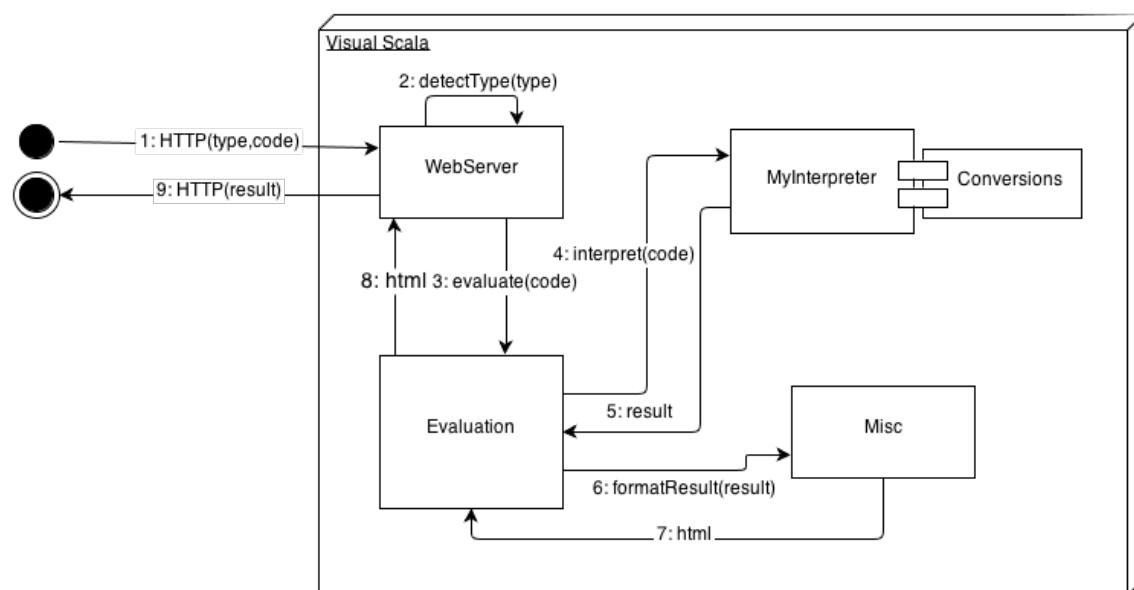 Visual Scala
2: detectType(type)
1: HTTP(type,code)
WebServer
MyInterpreter
Conversions
9: HTTP(result)
4: interpret(code)
8: html
3: evaluate(code)
5: result
Evaluation
Misc
6: formatResult(result)
7: html